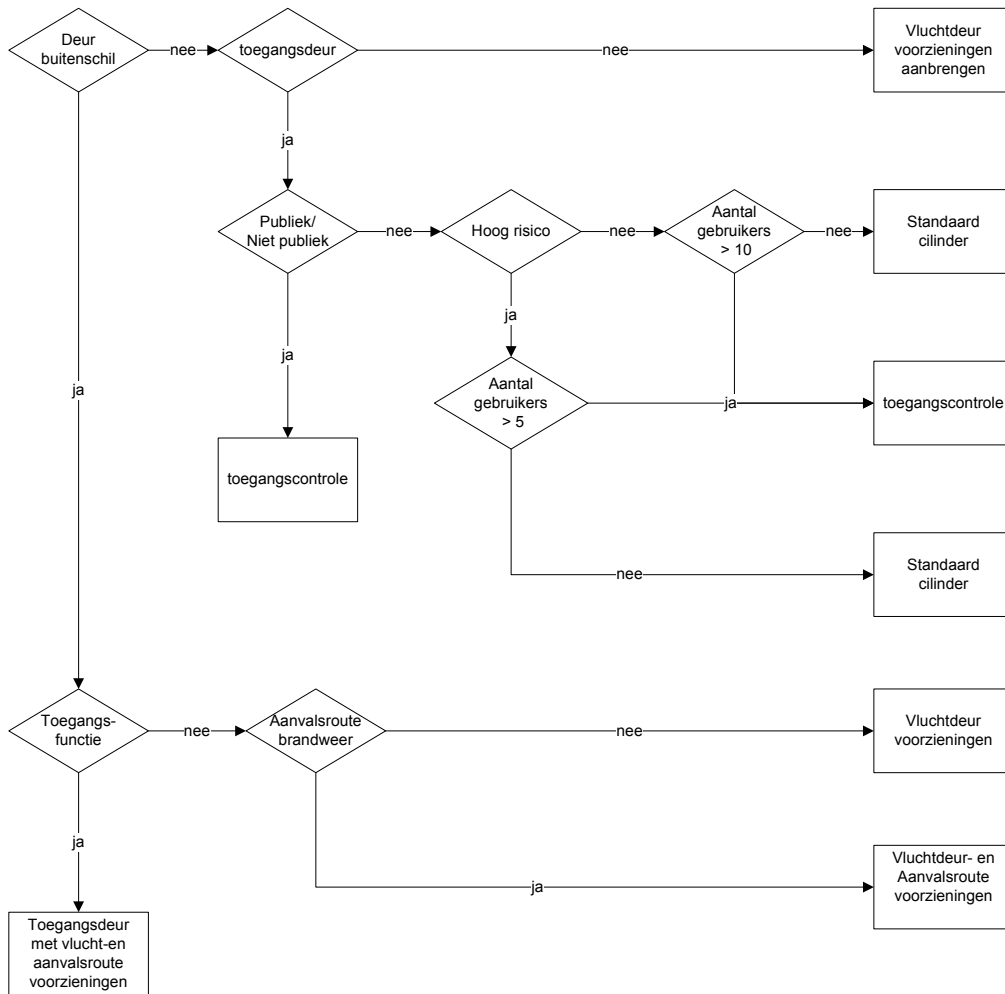 Deur
buitenschil
nee
toegangsdeur
nee
Vluchtdeur
voorzieningen
aanbrengen
ja
Publiek/
Niet publiek
nee
Hoog risico
nee
Aantal
gebruikers
> 10
nee
Standaard
cilinder
ja
ja
ja
Aantal
gebruikers
> 5
ja
toegangscontrole
toegangscontrole
nee
Standaard
cilinder
Toegangs-
functie
nee
Aanvalsroute
brandweer
nee
Vluchtdeur
voorzieningen
ja
ja
Vluchtdeur- en
Aanvalsroute
voorzieningen
Toegangsdeur
met vlucht-en
aanvalsroute
voorzieningen